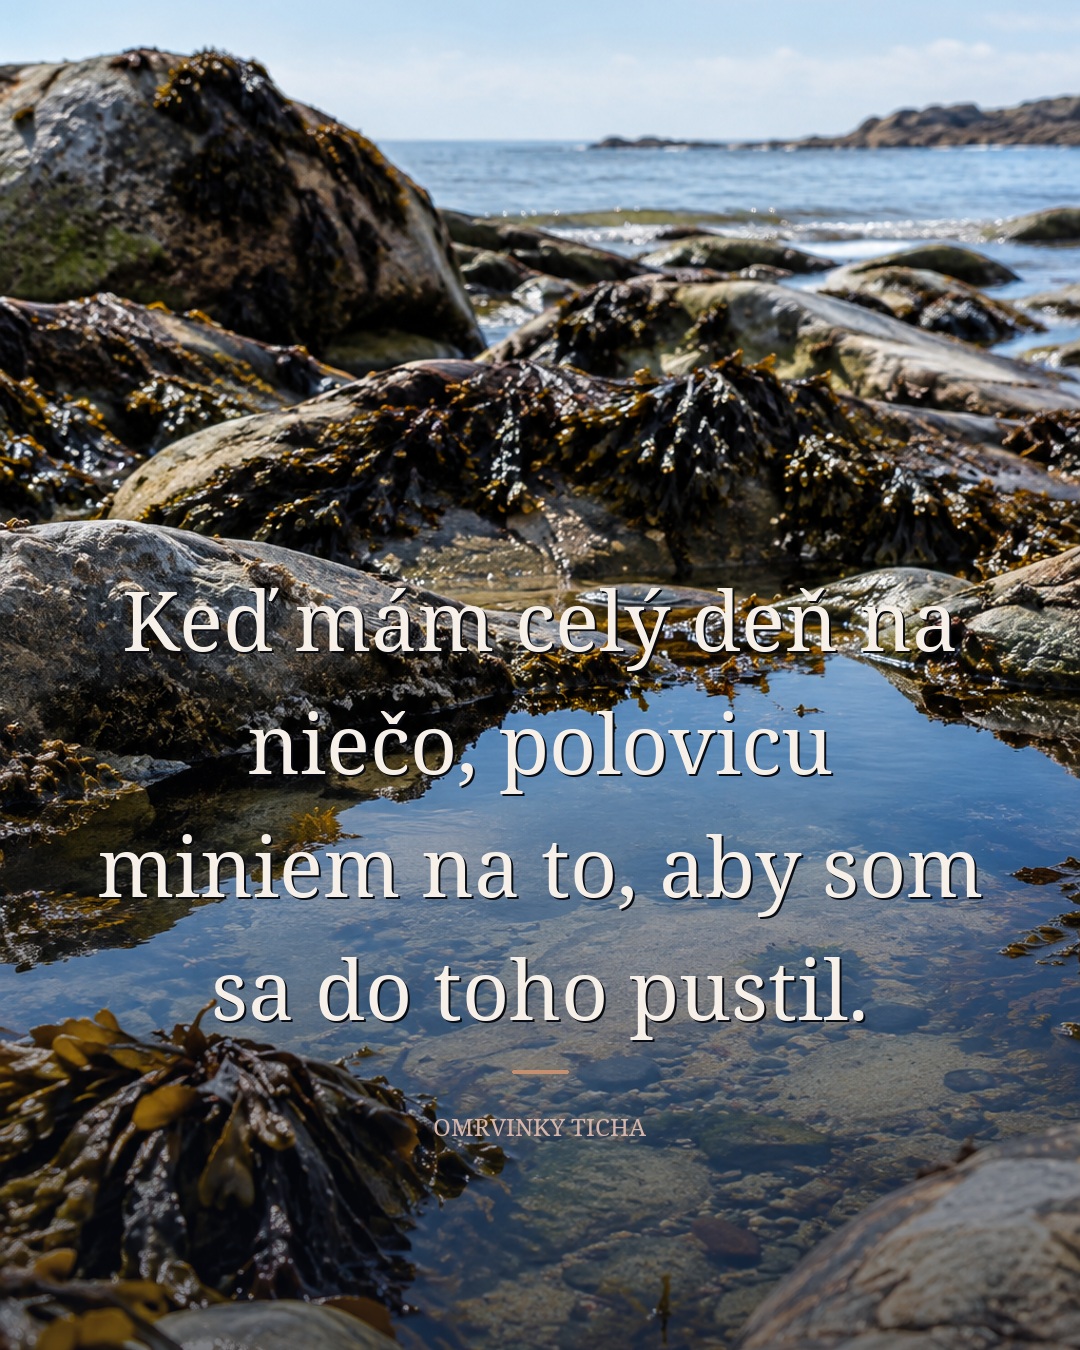 Keď mám celý deň na
niečo, polovicu
miniem na to, aby som
sa do toho pustil.
OMRVINKY TICHA